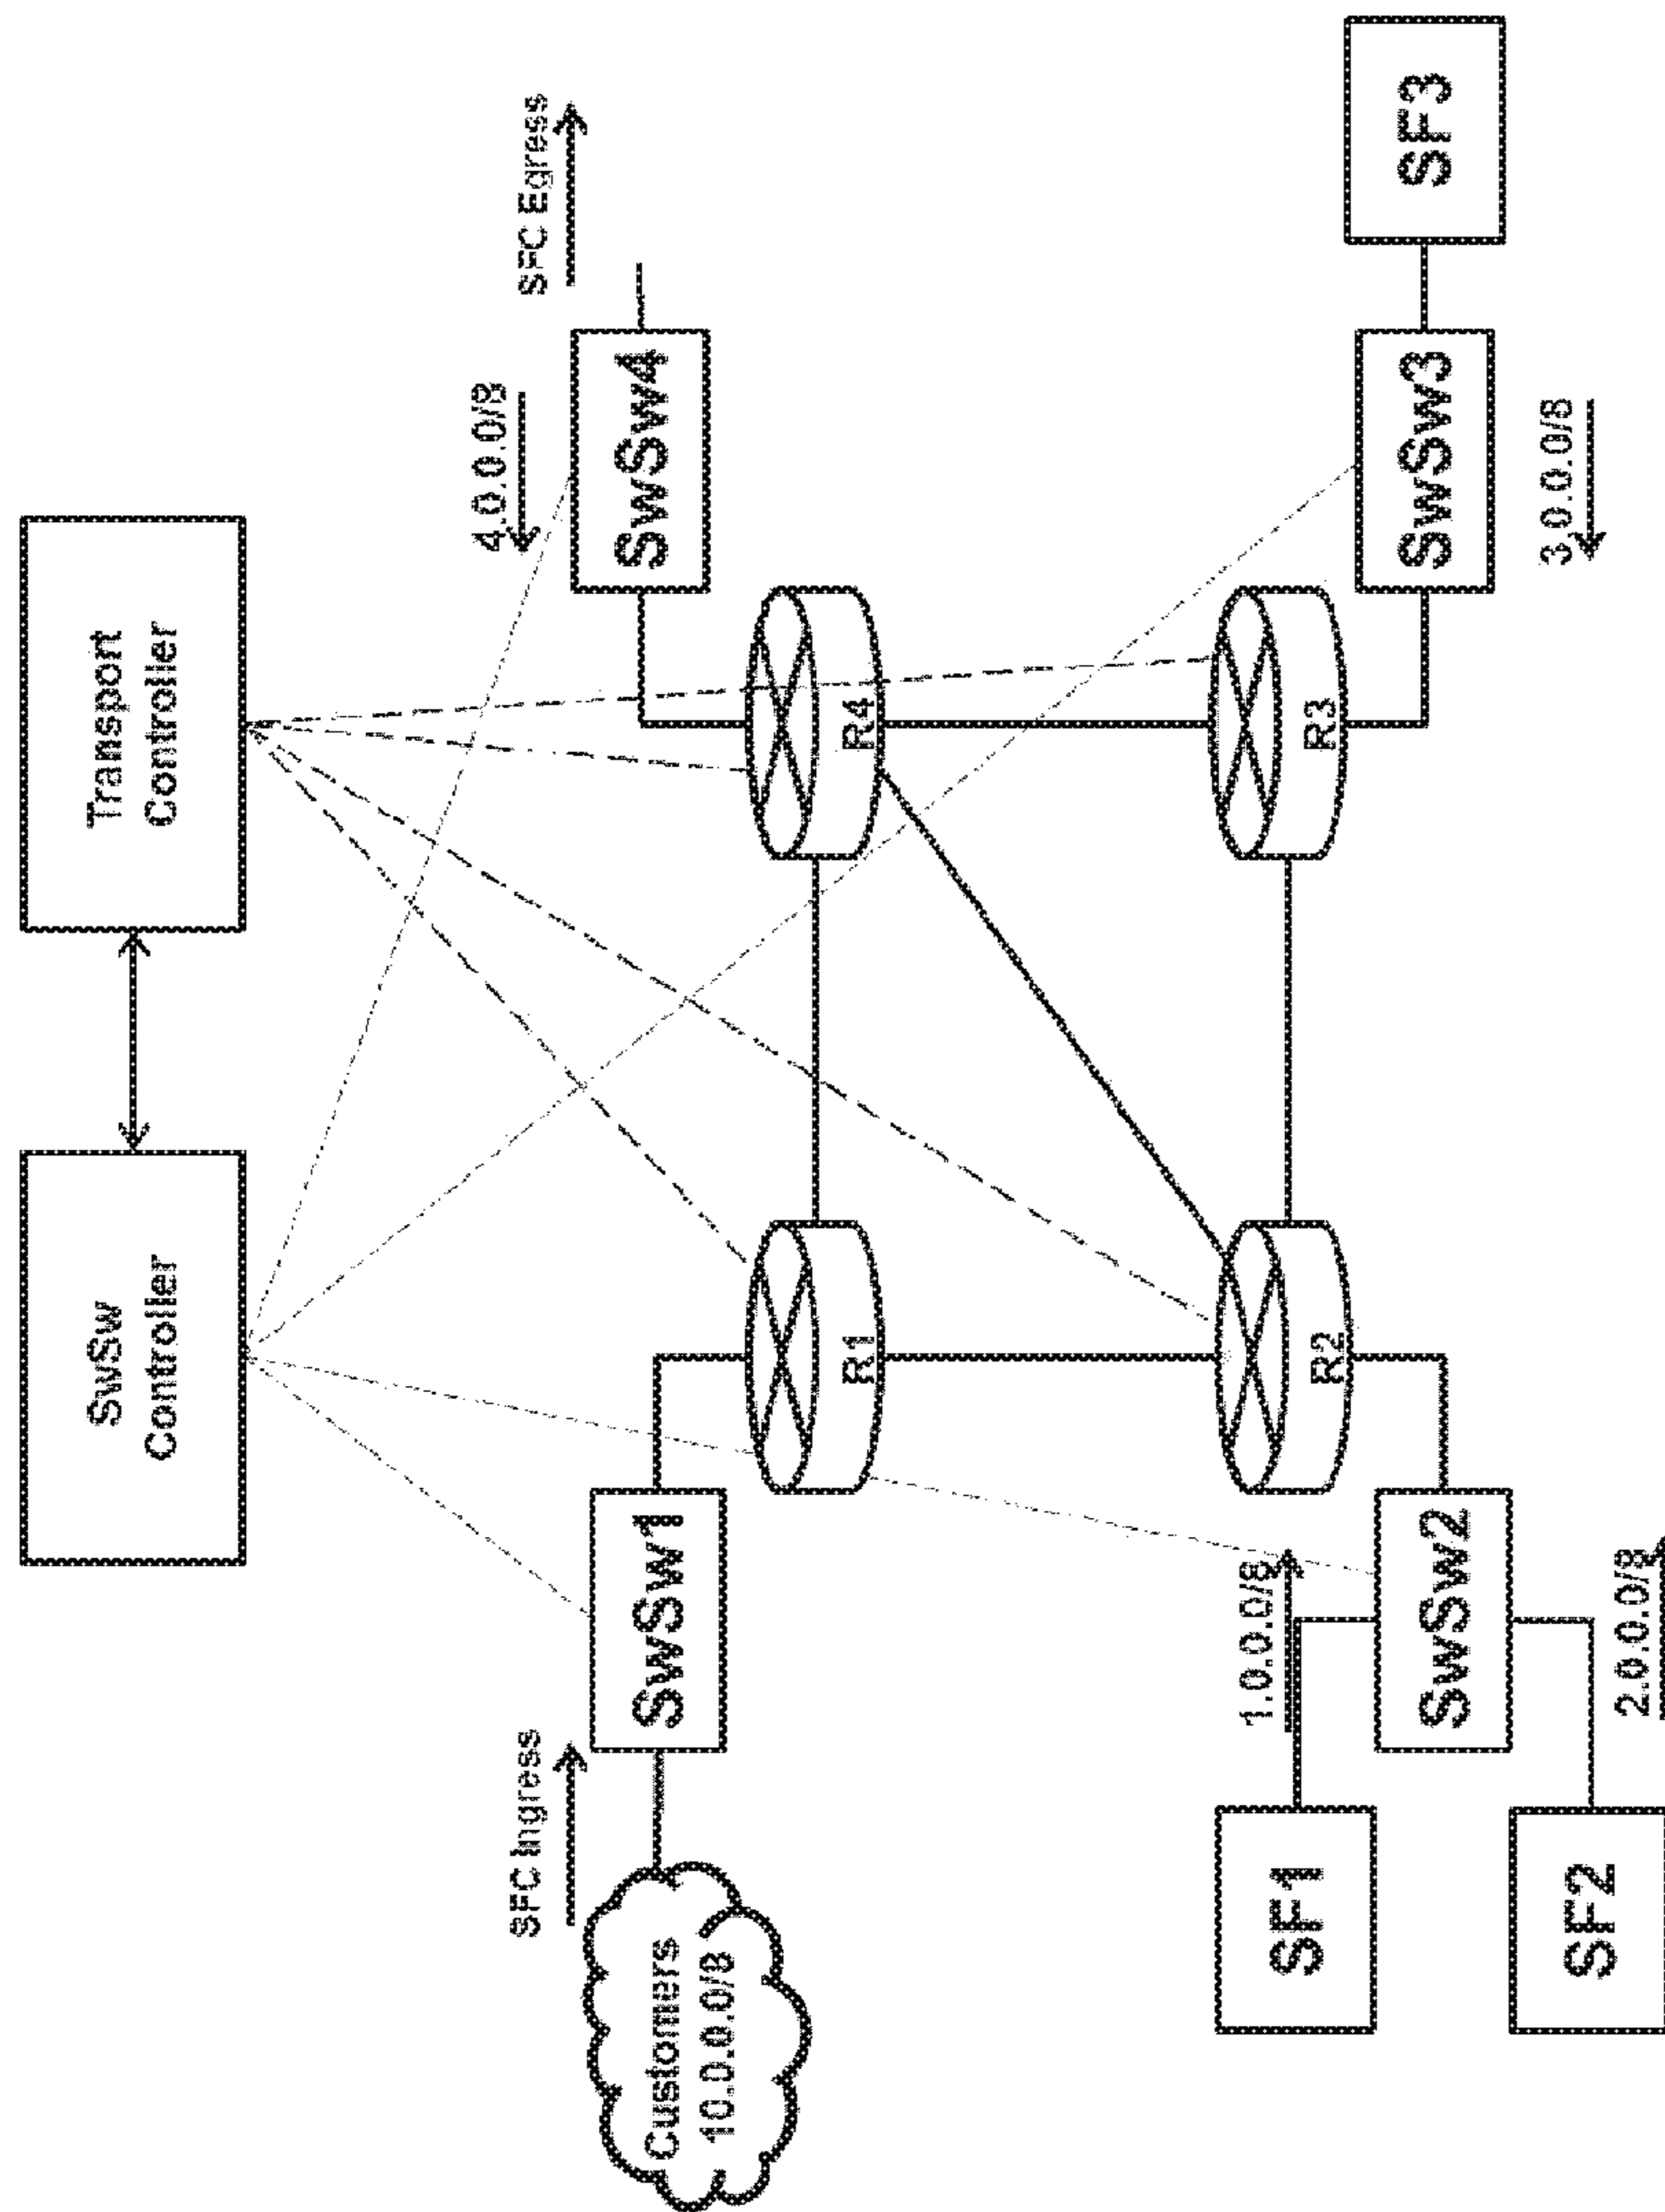 SwSw
Controller
Transport
Controller
SFC Ingress
4.0.0.0/8
SFC Egress
Customers
10.0.0.0/8
SwSw1
SwSw4
R1
R4
1.0.0.0/8
SF1
R2
R3
SwSw2
SwSw3
SF3
SF2
2.0.0.0/8
3.0.0.0/8